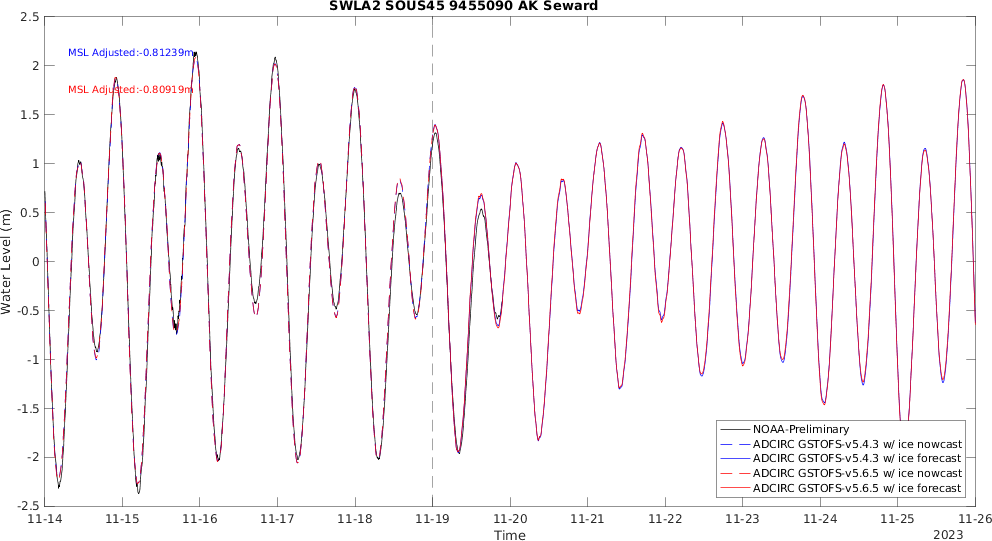 SWLA2 SOUS45 9455090 AK Seward
2.5
2
1.5
1
0.5
0
-0.5
-1
-1.5
-2
-2.5
Water Level (m)
MSL Adjusted:-0.81239m
MSL Adjusted:-0.80919m
NOAA-Preliminary
ADCIRC GSTOFS-v5.4.3 w/ ice nowcast
ADCIRC GSTOFS-v5.4.3 w/ ice forecast
ADCIRC GSTOFS-v5.6.5 w/ ice nowcast
ADCIRC GSTOFS-v5.6.5 w/ ice forecast
11-14 11-15 11-16 11-17 11-18 11-19 11-20 11-21 11-22 11-23 11-24 11-25 11-26
Time
2023